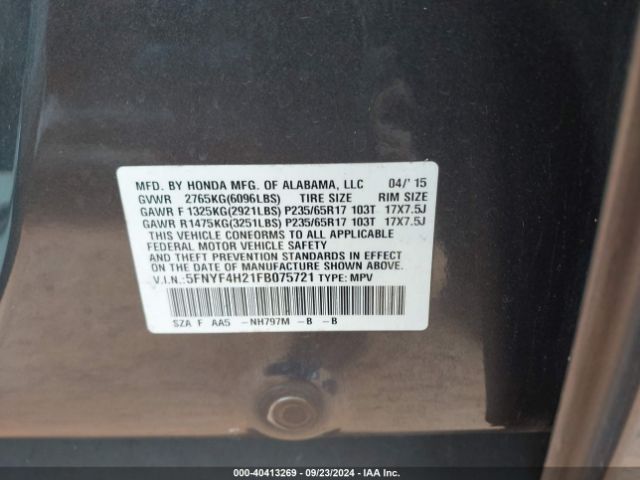 MFD. BY HONDA MFG. OF ALABAMA, LLC 04/' 15
GVWR 2765KG(6096LBS) TIRE SIZE RIM SIZE
GAWR F 1325KG(2921LBS) P235/65R17 103T 17X7.5J
GAWR R1475KG(3251LBS) P235/65R17 103T 17X7.5J
THIS VEHICLE CONFORMS TO ALL APPLICABLE
FEDERAL MOTOR VEHICLE SAFETY
AND THEFT PREVENTION STANDARDS IN EFFECT ON THE
DATE OF MANUFACTURE SHOWN ABOVE.
V.I.N.:5FNYF4H21FB075721 TYPE: MPV
SZA F AA5 -NH797M -B -B
000-40413269 - 09/23/2024 - IAA Inc.